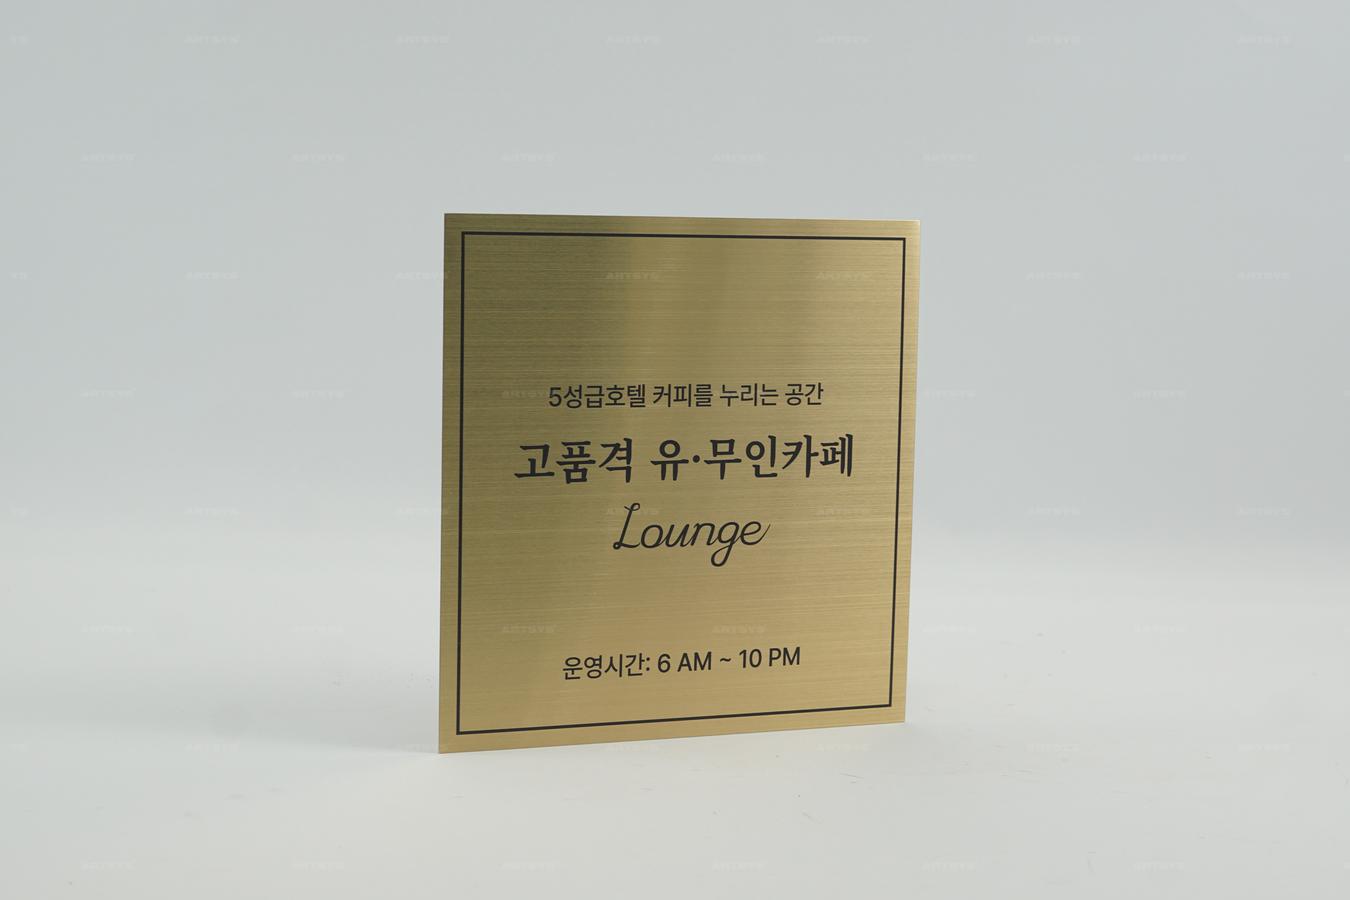 5성급호텔 커피를 누리는 공간
고품격 유·무인카페
Lounge
운영시간: 6 AM ~ 10 PM
ARTSYS